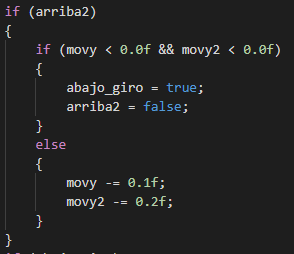 if (arriba2)
{
    if (movy < 0.0f && movy2 < 0.0f)
    {
        abajo_giro = true;
        arriba2 = false;
    }
    else
    {
        movy -= 0.1f;
        movy2 -= 0.2f;
    }
}